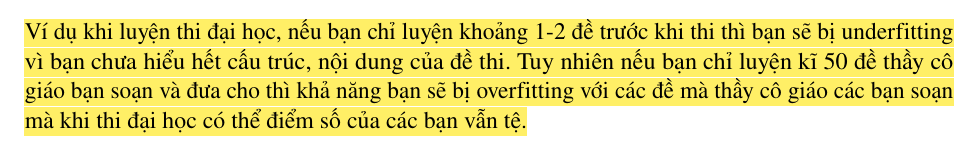 Ví dụ khi luyện thi đại học, nếu bạn chỉ luyện khoảng 1-2 đề trước khi thi thì bạn sẽ bị underfitting
vì bạn chưa hiểu hết cấu trúc, nội dung của đề thi. Tuy nhiên nếu bạn chỉ luyện kĩ 50 đề thầy cô
giáo bạn soạn và đưa cho thì khả năng bạn sẽ bị overfitting với các đề mà thầy cô giáo các bạn soạn
mà khi thi đại học có thể điểm số của các bạn vẫn tệ.